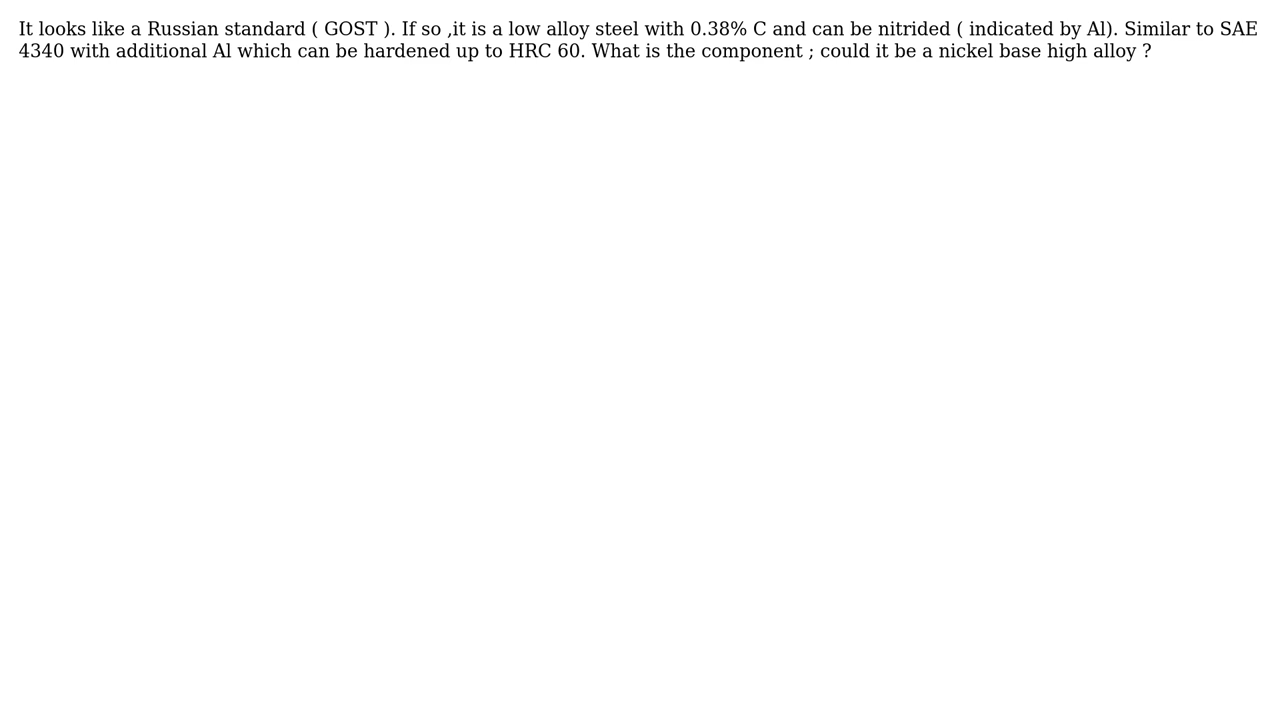 It looks like a Russian standard ( GOST ). If so ,it is a low alloy steel with 0.38% C and can be nitrided ( indicated by Al). Similar to SAE
4340 with additional Al which can be hardened up to HRC 60. What is the component ; could it be a nickel base high alloy ?